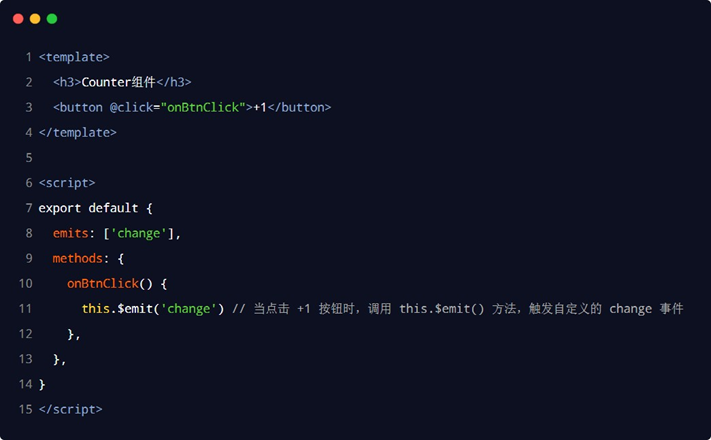 1 <template>
2   <h3>Counter组件</h3>
3   <button @click="onBtnClick">+1</button>
4 </template>
5
6 <script>
7 export default {
8   emits: ['change'],
9   methods: {
10     onBtnClick() {
11       this.$emit('change') // 当点击 +1 按钮时，调用 this.$emit() 方法，触发自定义的 change 事件
12     },
13   },
14 }
15 </script>